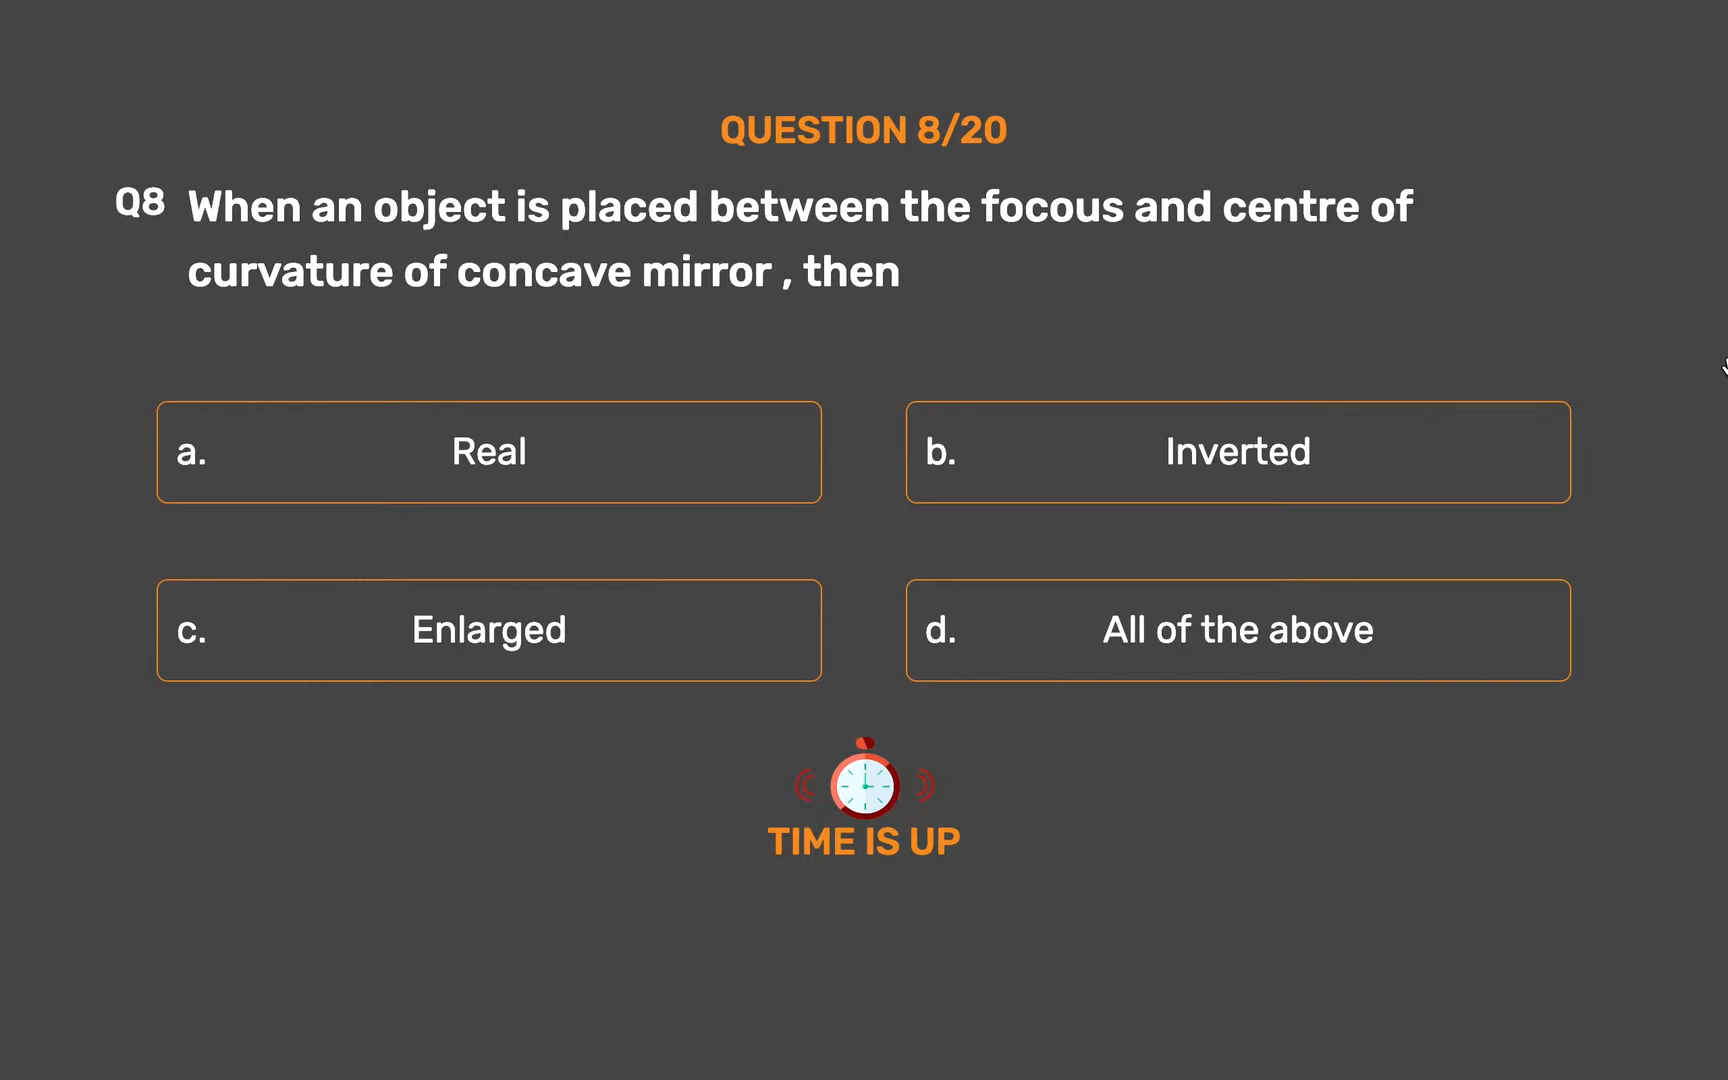 QUESTION 8/20
Q8 When an object is placed between the focous and centre of
curvature of concave mirror , then
a. Real
b. Inverted
c. Enlarged
d. All of the above
TIME IS UP